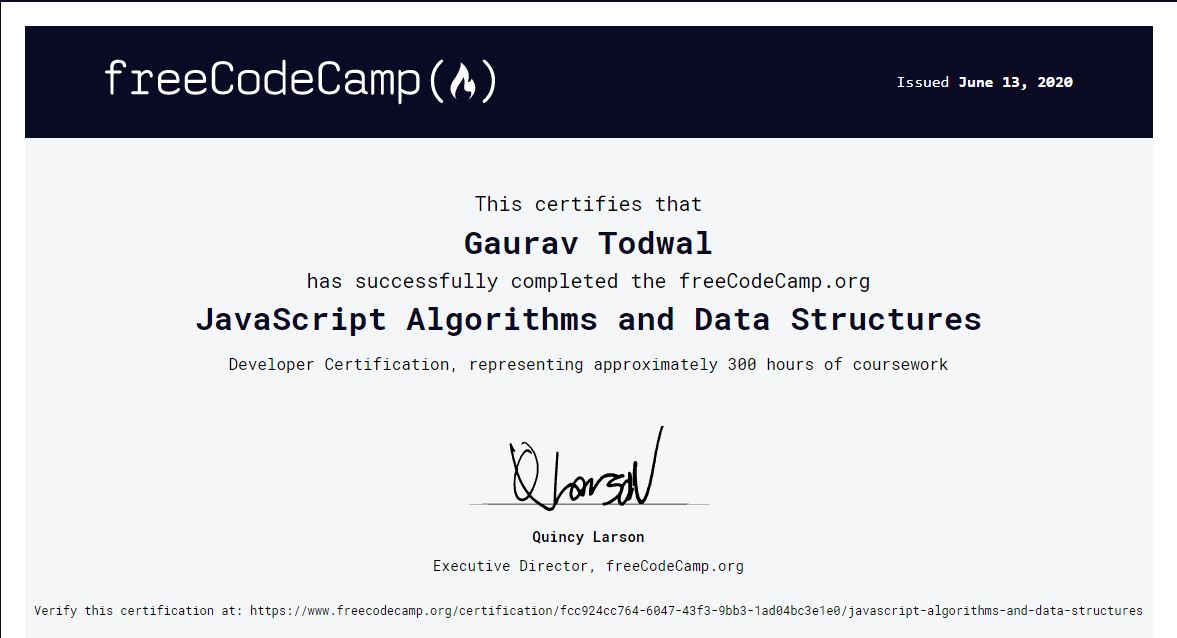 freeCodeCamp(🔥)
Issued June 13, 2020
This certifies that
Gaurav Todwal
has successfully completed the freeCodeCamp.org
JavaScript Algorithms and Data Structures
Developer Certification, representing approximately 300 hours of coursework
QLarson
Quincy Larson
Executive Director, freeCodeCamp.org
Verify this certification at: https://www.freecodecamp.org/certification/fcc924cc764-6047-43f3-9bb3-1ad04bc3e1e0/javascript-algorithms-and-data-structures